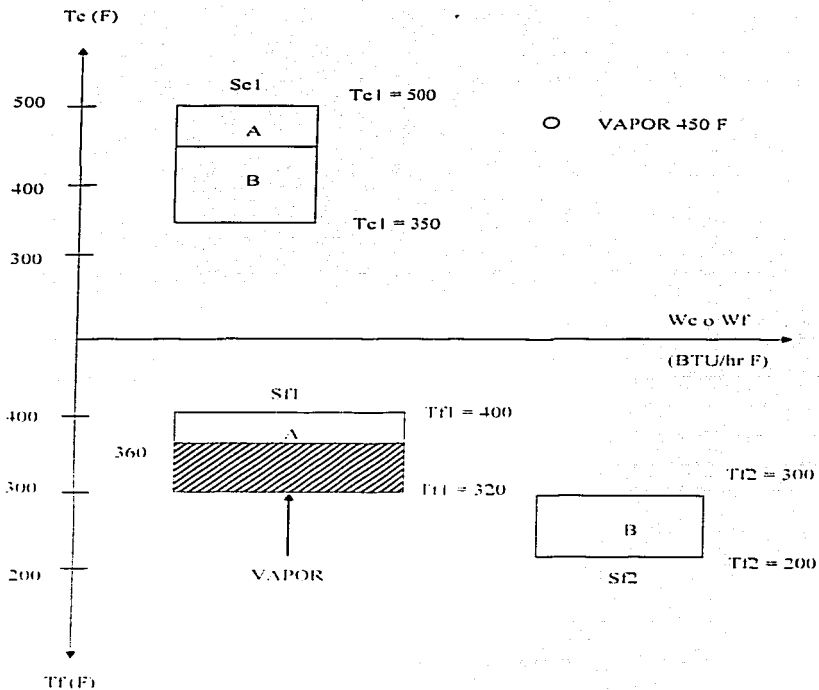 Tc (F)
Sc1
Tc1 = 500
500
A
VAPOR 450 F
B
400
Tc1 = 350
300
Wc o Wf
(BTU/hr F)
Sf1
Tf1 = 400
400
A
360
300
Tf1 = 320
Tf2 = 300
B
VAPOR
200
Tf2 = 200
Sf2
Tf (F)